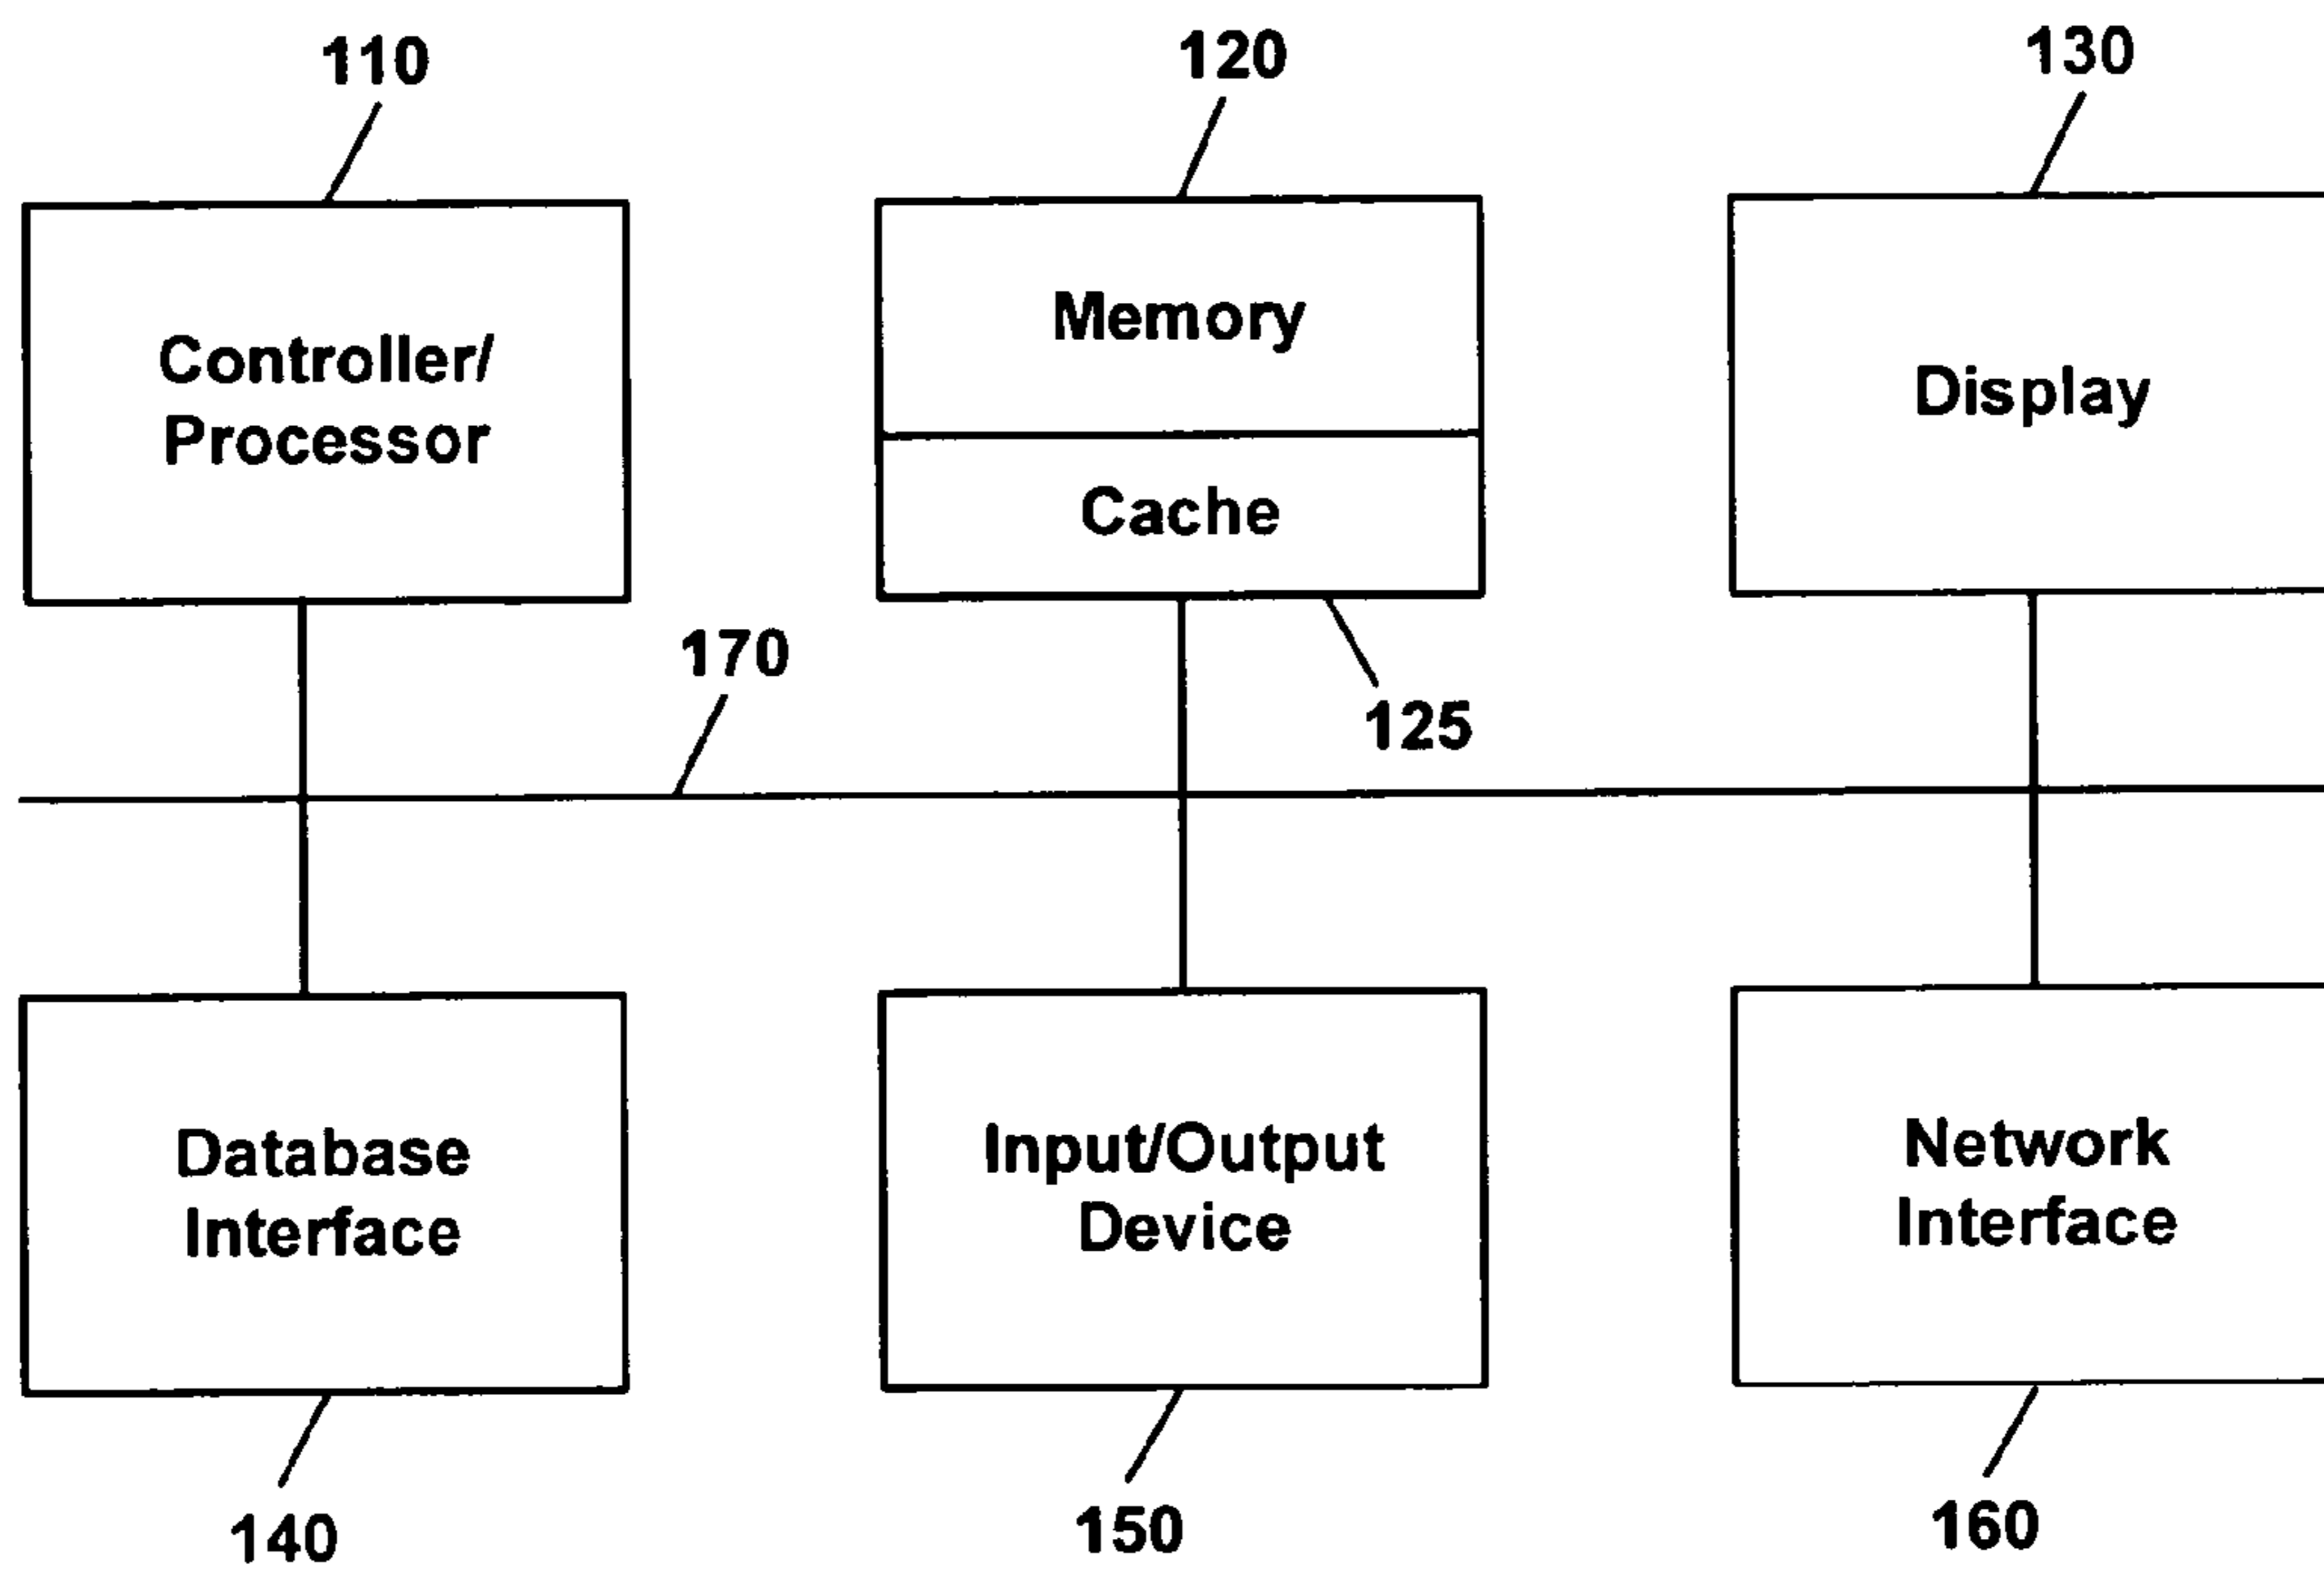 110
120
130
Controller/
Processor
Memory
Cache
Display
170
125
Database
Interface
Input/Output
Device
Network
Interface
140
150
160